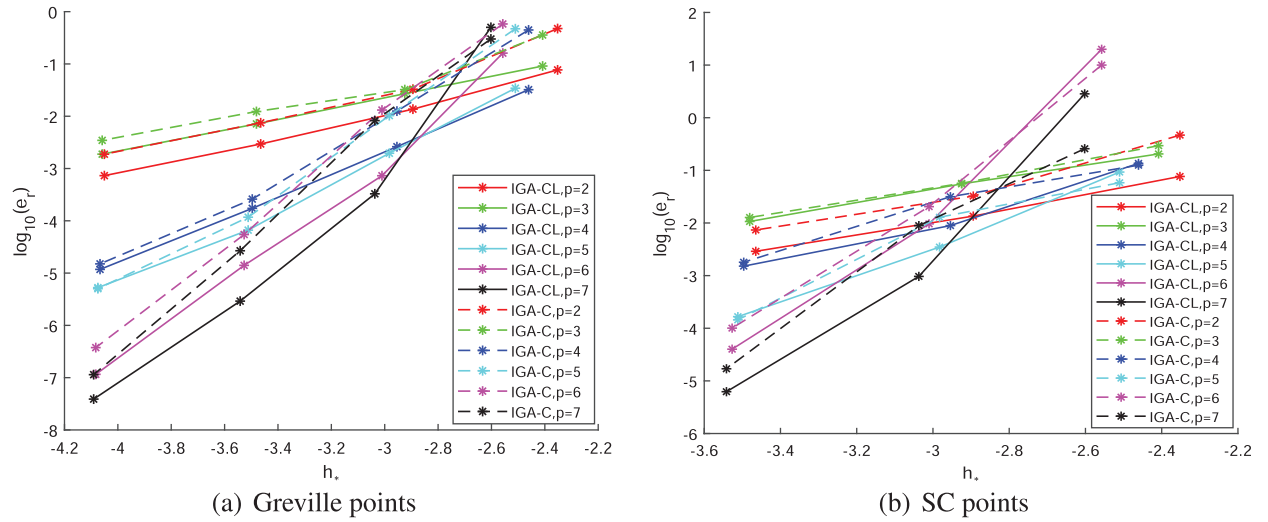 0
-1
-2
-3
-4
-5
-6
-7
-8
log10(er)
-4.2 -4 -3.8 -3.6 -3.4 -3.2 -3 -2.8 -2.6 -2.4 -2.2
h*
IGA-CL,p=2
IGA-CL,p=3
IGA-CL,p=4
IGA-CL,p=5
IGA-CL,p=6
IGA-CL,p=7
IGA-C,p=2
IGA-C,p=3
IGA-C,p=4
IGA-C,p=5
IGA-C,p=6
IGA-C,p=7
(a) Greville points
2
1
0
-1
-2
-3
-4
-5
-6
log10(er)
-3.6 -3.4 -3.2 -3 -2.8 -2.6 -2.4 -2.2
h*
IGA-CL,p=2
IGA-CL,p=3
IGA-CL,p=4
IGA-CL,p=5
IGA-CL,p=6
IGA-CL,p=7
IGA-C,p=2
IGA-C,p=3
IGA-C,p=4
IGA-C,p=5
IGA-C,p=6
IGA-C,p=7
(b) SC points